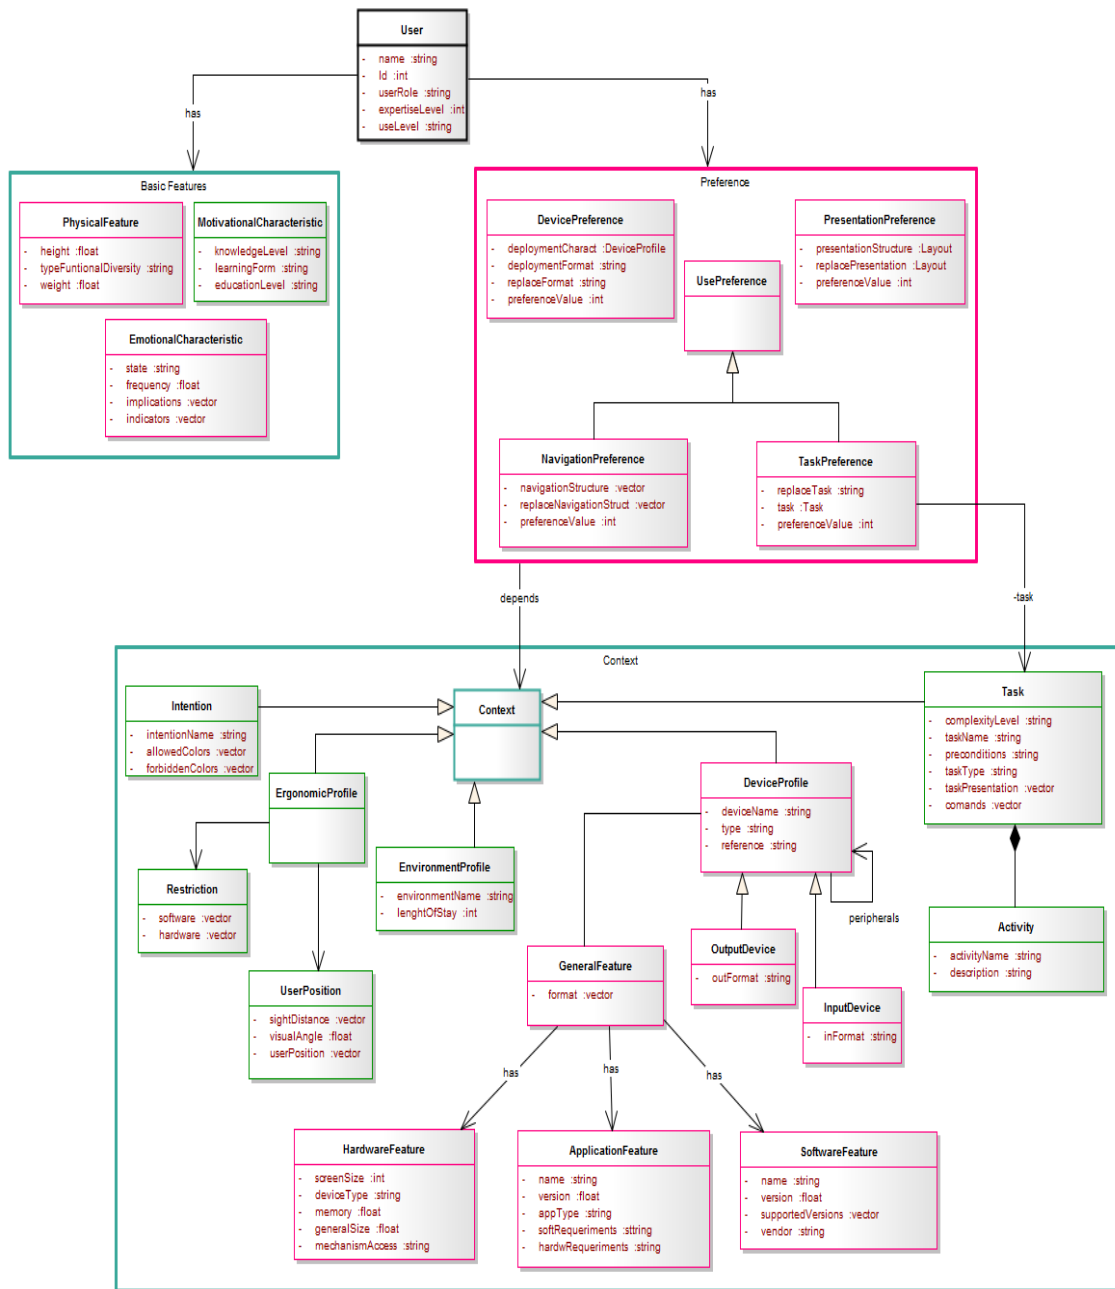 User
- name :string
- Id :int
- userRole :string
- expertiseLevel :int
- useLevel :string
has
has
Basic Features
PhysicalFeature
- height :float
- typeFuntionalDiversity :string
- weight :float
MotivationalCharacteristic
- knowledgeLevel :string
- learningForm :string
- educationLevel :string
EmotionalCharacteristic
- state :string
- frequency :float
- implications :vector
- indicators :vector
Preference
DevicePreference
- deploymentCharact :DeviceProfile
- deploymentFormat :string
- replaceFormat :string
- preferenceValue :int
UsePreference
PresentationPreference
- presentationStructure :Layout
- replacePresentation :Layout
- preferenceValue :int
NavigationPreference
- navigationStructure :vector
- replaceNavigationStruct :vector
- preferenceValue :int
TaskPreference
- replaceTask :string
- task :Task
- preferenceValue :int
depends
-task
Context
Intention
- intentionName :string
- allowedColors :vector
- forbiddenColors :vector
Context
Task
- complexityLevel :string
- taskName :string
- preconditions :string
- taskType :string
- taskPresentation :vector
- comands :vector
ErgonomicProfile
DeviceProfile
- deviceName :string
- type :string
- reference :string
peripherals
EnvironmentProfile
- environmentName :string
- lenghtOfStay :int
Restriction
- software :vector
- hardware :vector
UserPosition
- sightDistance :vector
- visualAngle :float
- userPosition :vector
GeneralFeature
- format :vector
OutputDevice
- outFormat :string
InputDevice
- inFormat :string
Activity
- activityName :string
- description :string
has
has
has
HardwareFeature
- screenSize :int
- deviceType :string
- memory :float
- generalSize :float
- mechanismAccess :string
ApplicationFeature
- name :string
- version :float
- appType :string
- softRequeriments :sttring
- hardwRequeriments :string
SoftwareFeature
- name :string
- version :float
- supportedVersions :vector
- vendor :string